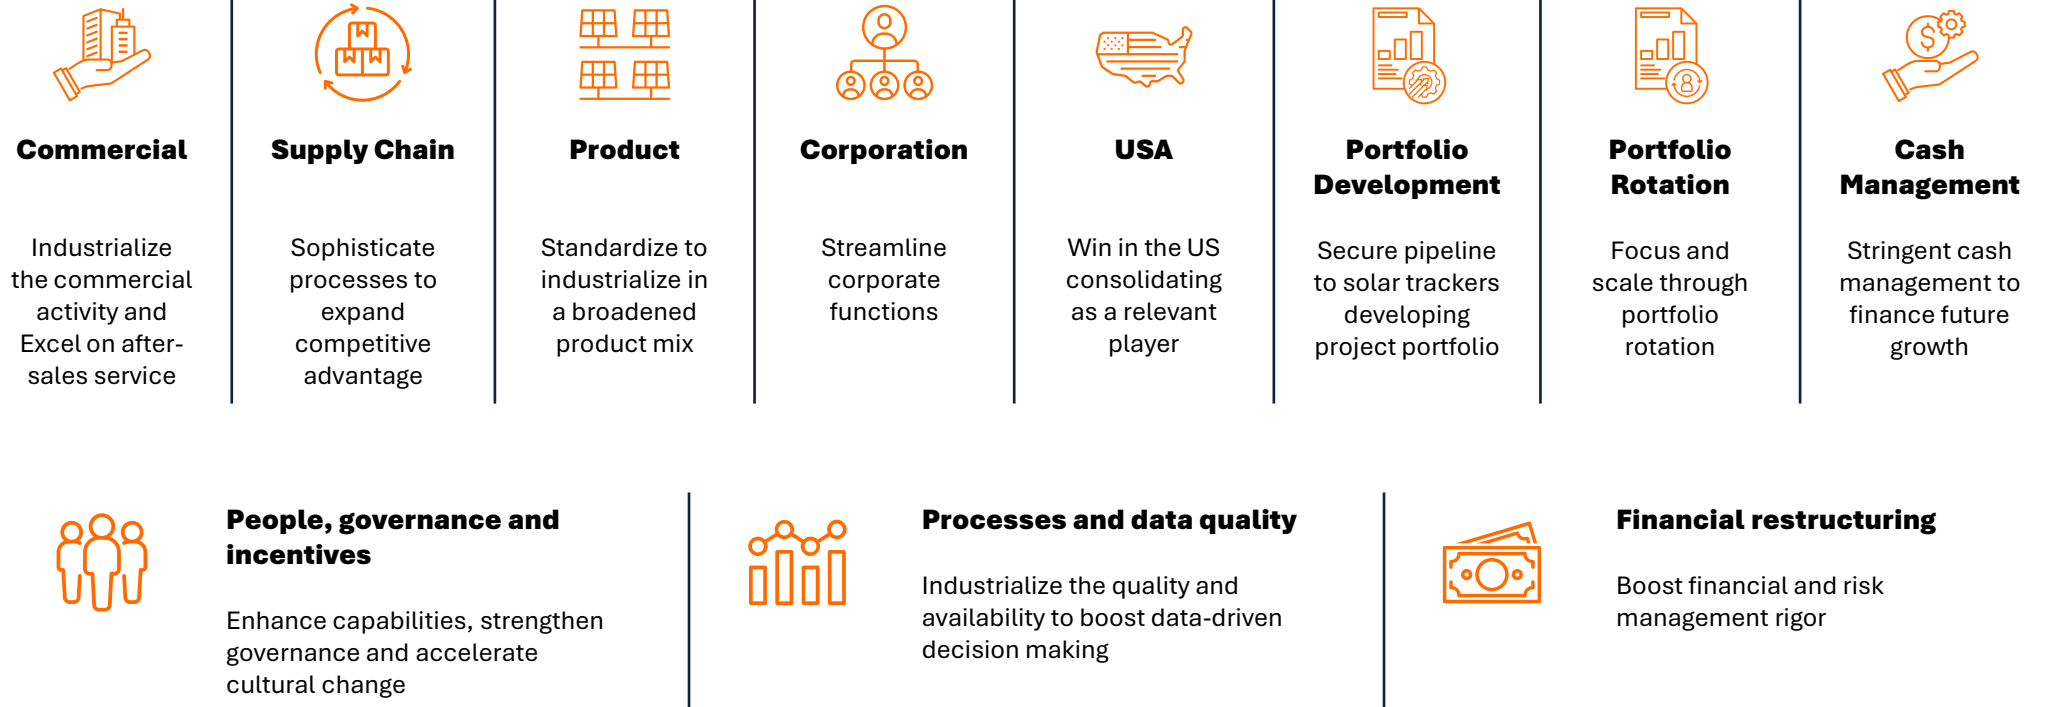 Commercial
Industrialize
the commercial
activity and
Excel on after-
sales service
Supply Chain
Sophisticate
processes to
expand
competitive
advantage
Product
Standardize to
industrialize in
a broadened
product mix
Corporation
Streamline
corporate
functions
USA
Win in the US
consolidating
as a relevant
player
Portfolio
Development
Secure pipeline
to solar trackers
developing
project portfolio
Portfolio
Rotation
Focus and
scale through
portfolio
rotation
Cash
Management
Stringent cash
management to
finance future
growth
People, governance and
incentives
Enhance capabilities, strengthen
governance and accelerate
cultural change
Processes and data quality
Industrialize the quality and
availability to boost data-driven
decision making
Financial restructuring
Boost financial and risk
management rigor